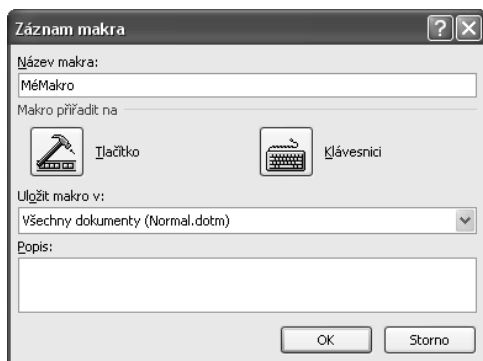 Záznam makra
Název makra:
MéMakro
Makro přiřadit na
Tlačítko
Klávesnici
Uložit makro v:
Všechny dokumenty (Normal.dotm)
Popis:
OK
Storno